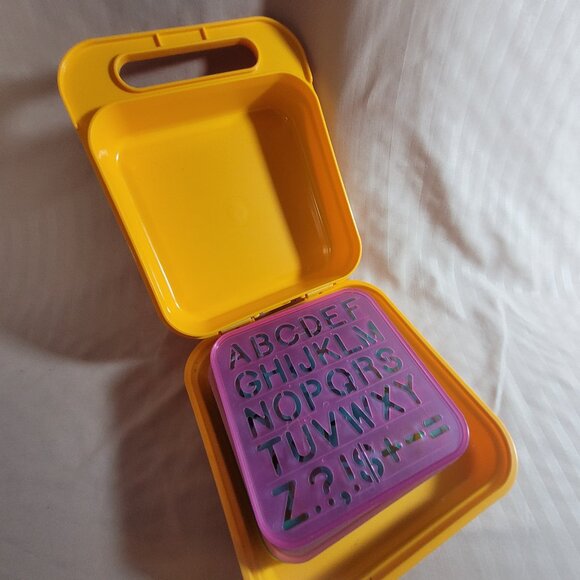 ABCDEF
GHIJKLM
NOPQRS
TUVWXY
Z?,!$+-=